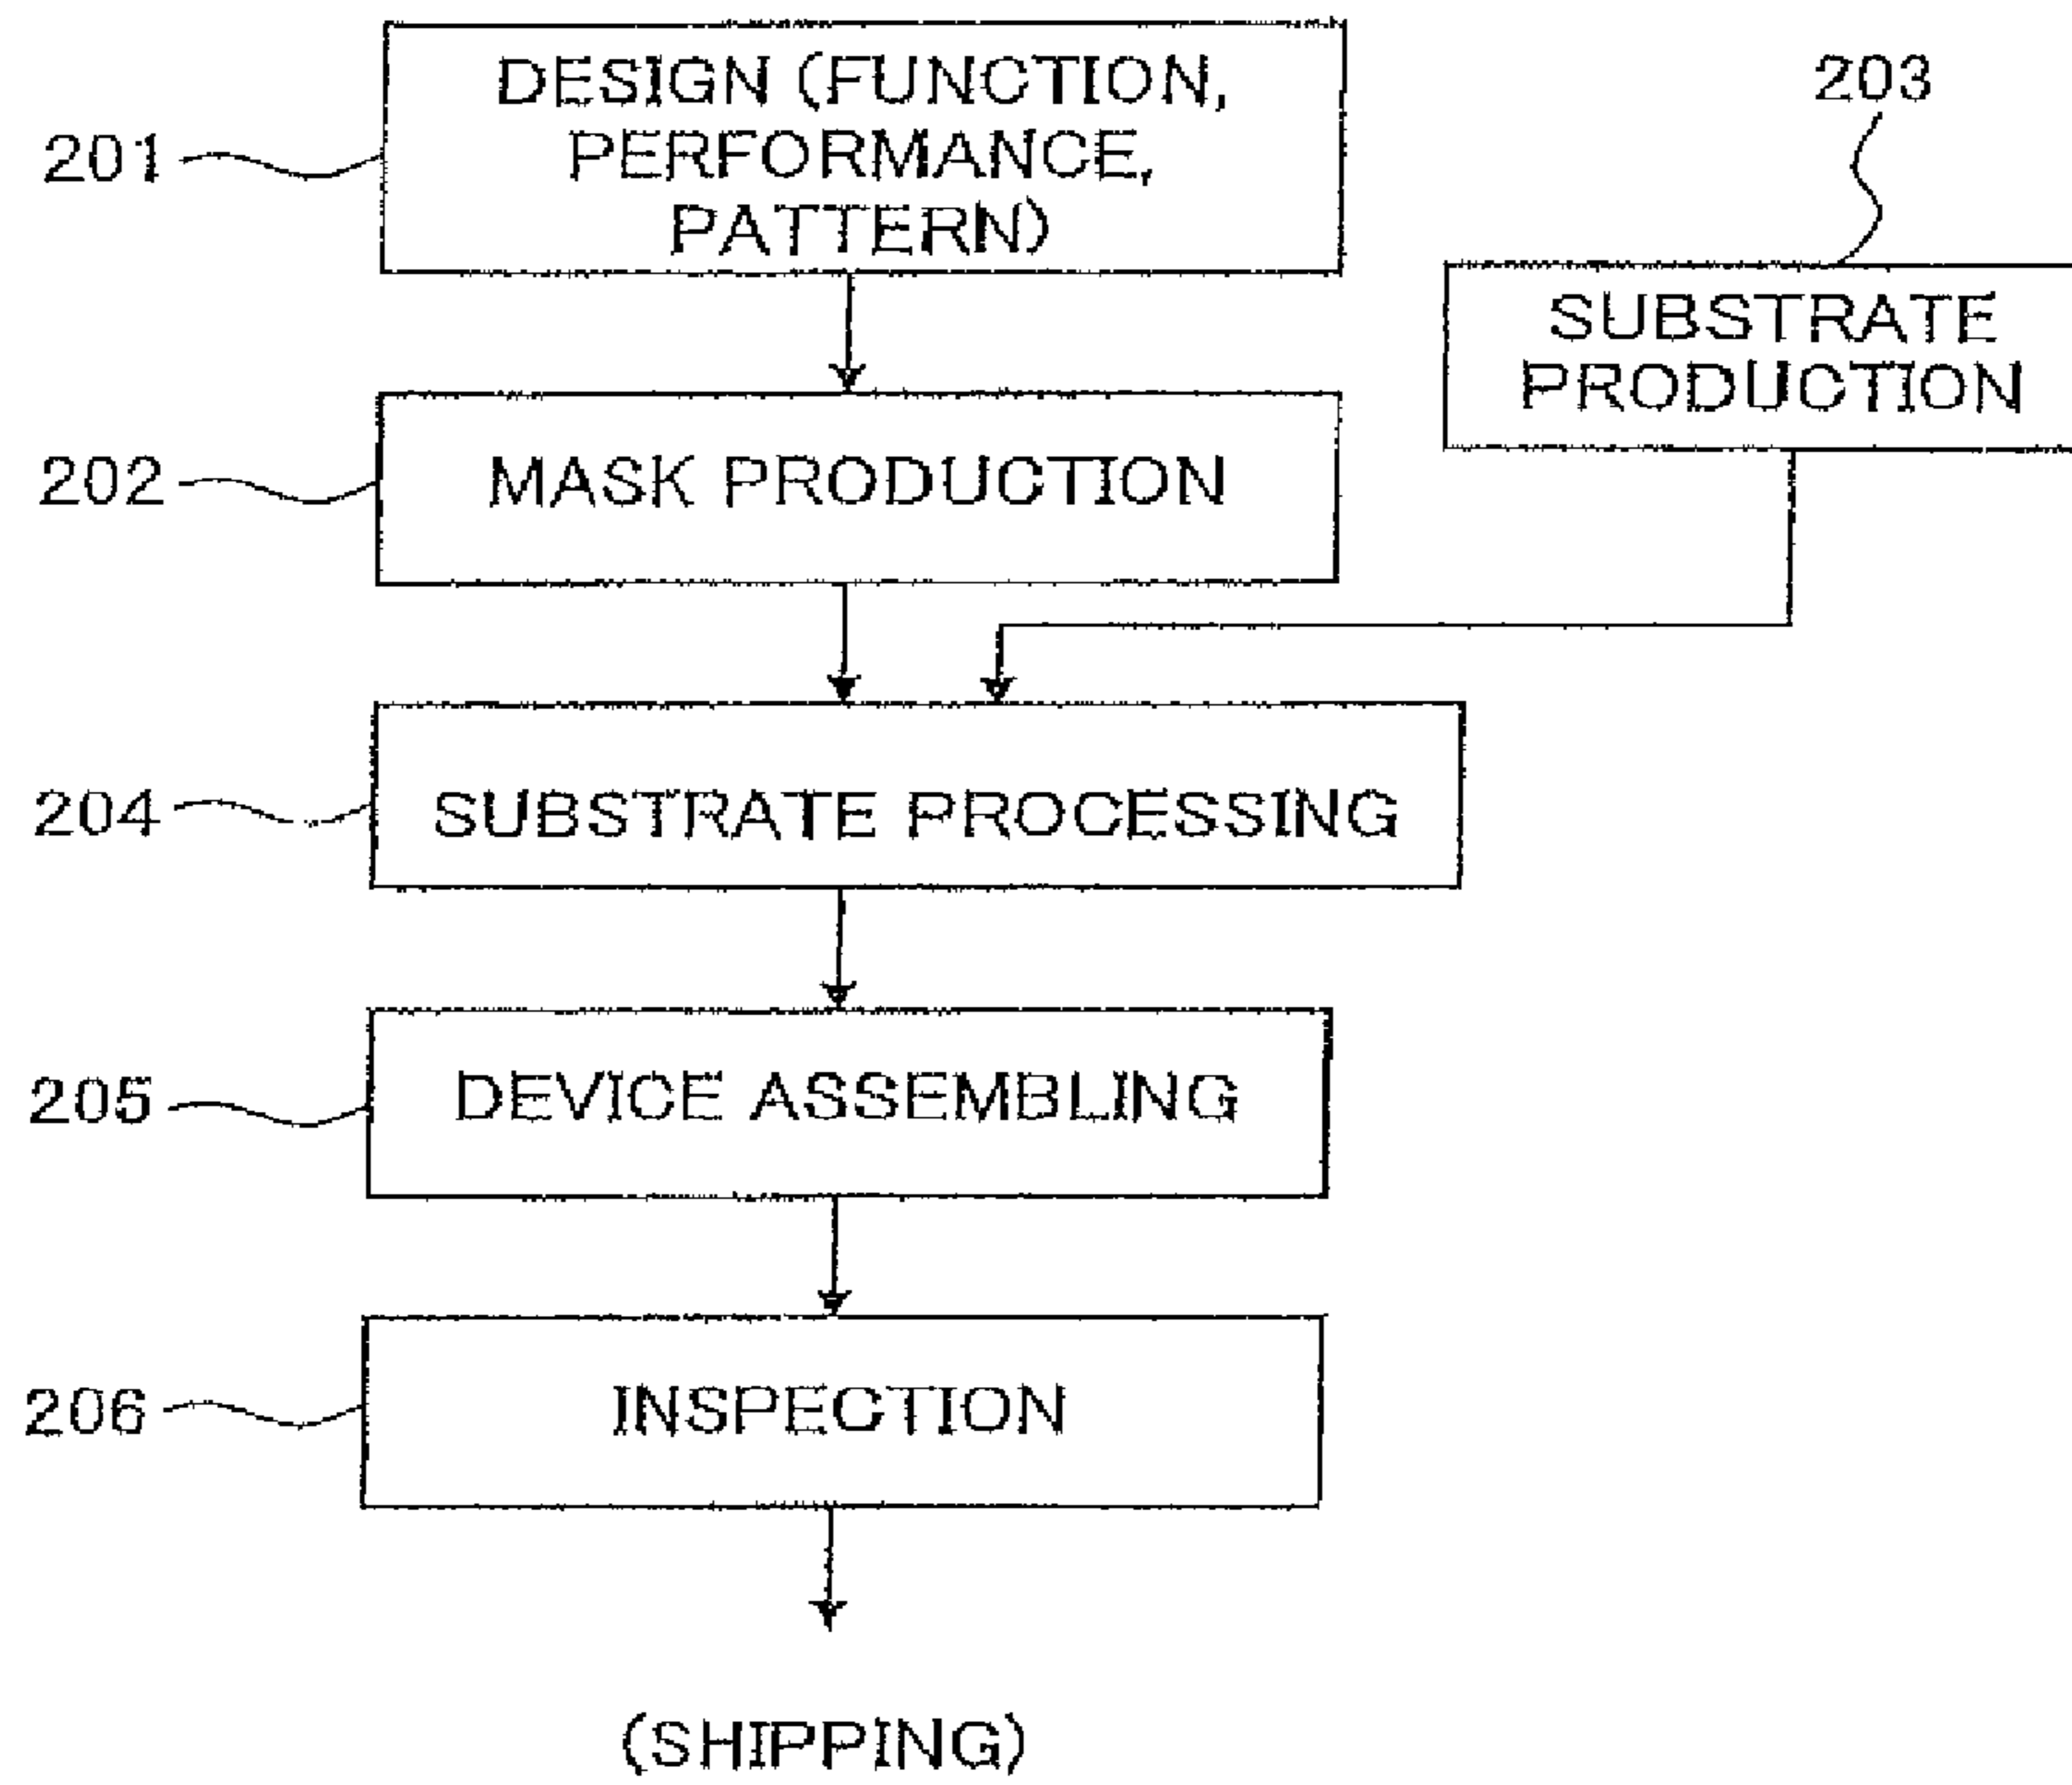 201
DESIGN (FUNCTION,
PERFORMANCE,
PATTERN)
203
SUBSTRATE
PRODUCTION
202
MASK PRODUCTION
204
SUBSTRATE PROCESSING
205
DEVICE ASSEMBLING
206
INSPECTION
(SHIPPING)